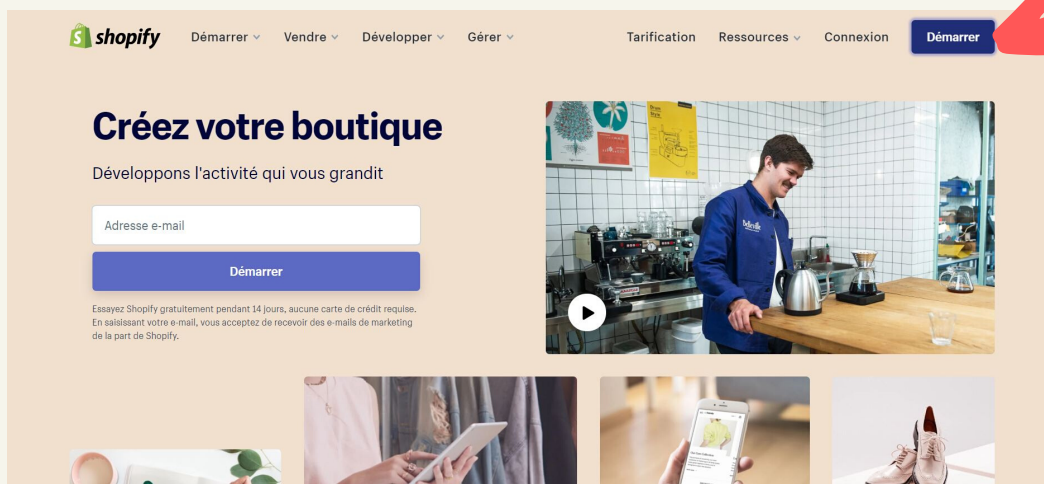 shopify Démarrer Vendre Développer Gérer Tarification Ressources Connexion Démarrer
Créez votre boutique
Développons l'activité qui vous grandit
Adresse e-mail
Démarrer
Essayez Shopify gratuitement pendant 14 jours, aucune carte de crédit requise.
En saisissant votre e-mail, vous acceptez de recevoir des e-mails de marketing
de la part de Shopify.
Belleville